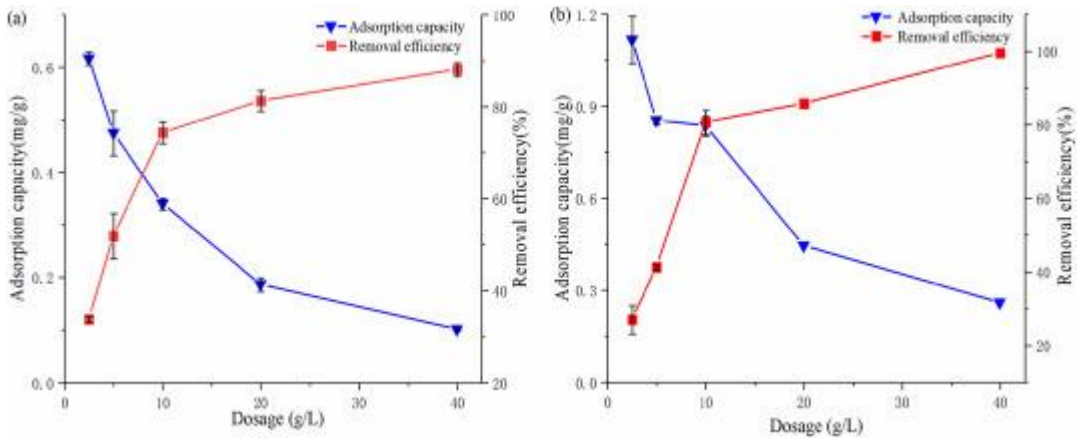 (a)
Adsorption capacity
Removal efficiency
Adsorption capacity(mg/g)
0.6
0.4
0.2
0.0
100
80
60
40
20
Removal efficiency(%)
0 10 20 30 40
Dosage (g/L)
(b)
Adsorption capacity
Removal efficiency
Adsorption capacity(mg/g)
1.2
0.9
0.6
0.3
0.0
100
80
60
40
20
Removal efficiency(%)
0 10 20 30 40
Dosage (g/L)